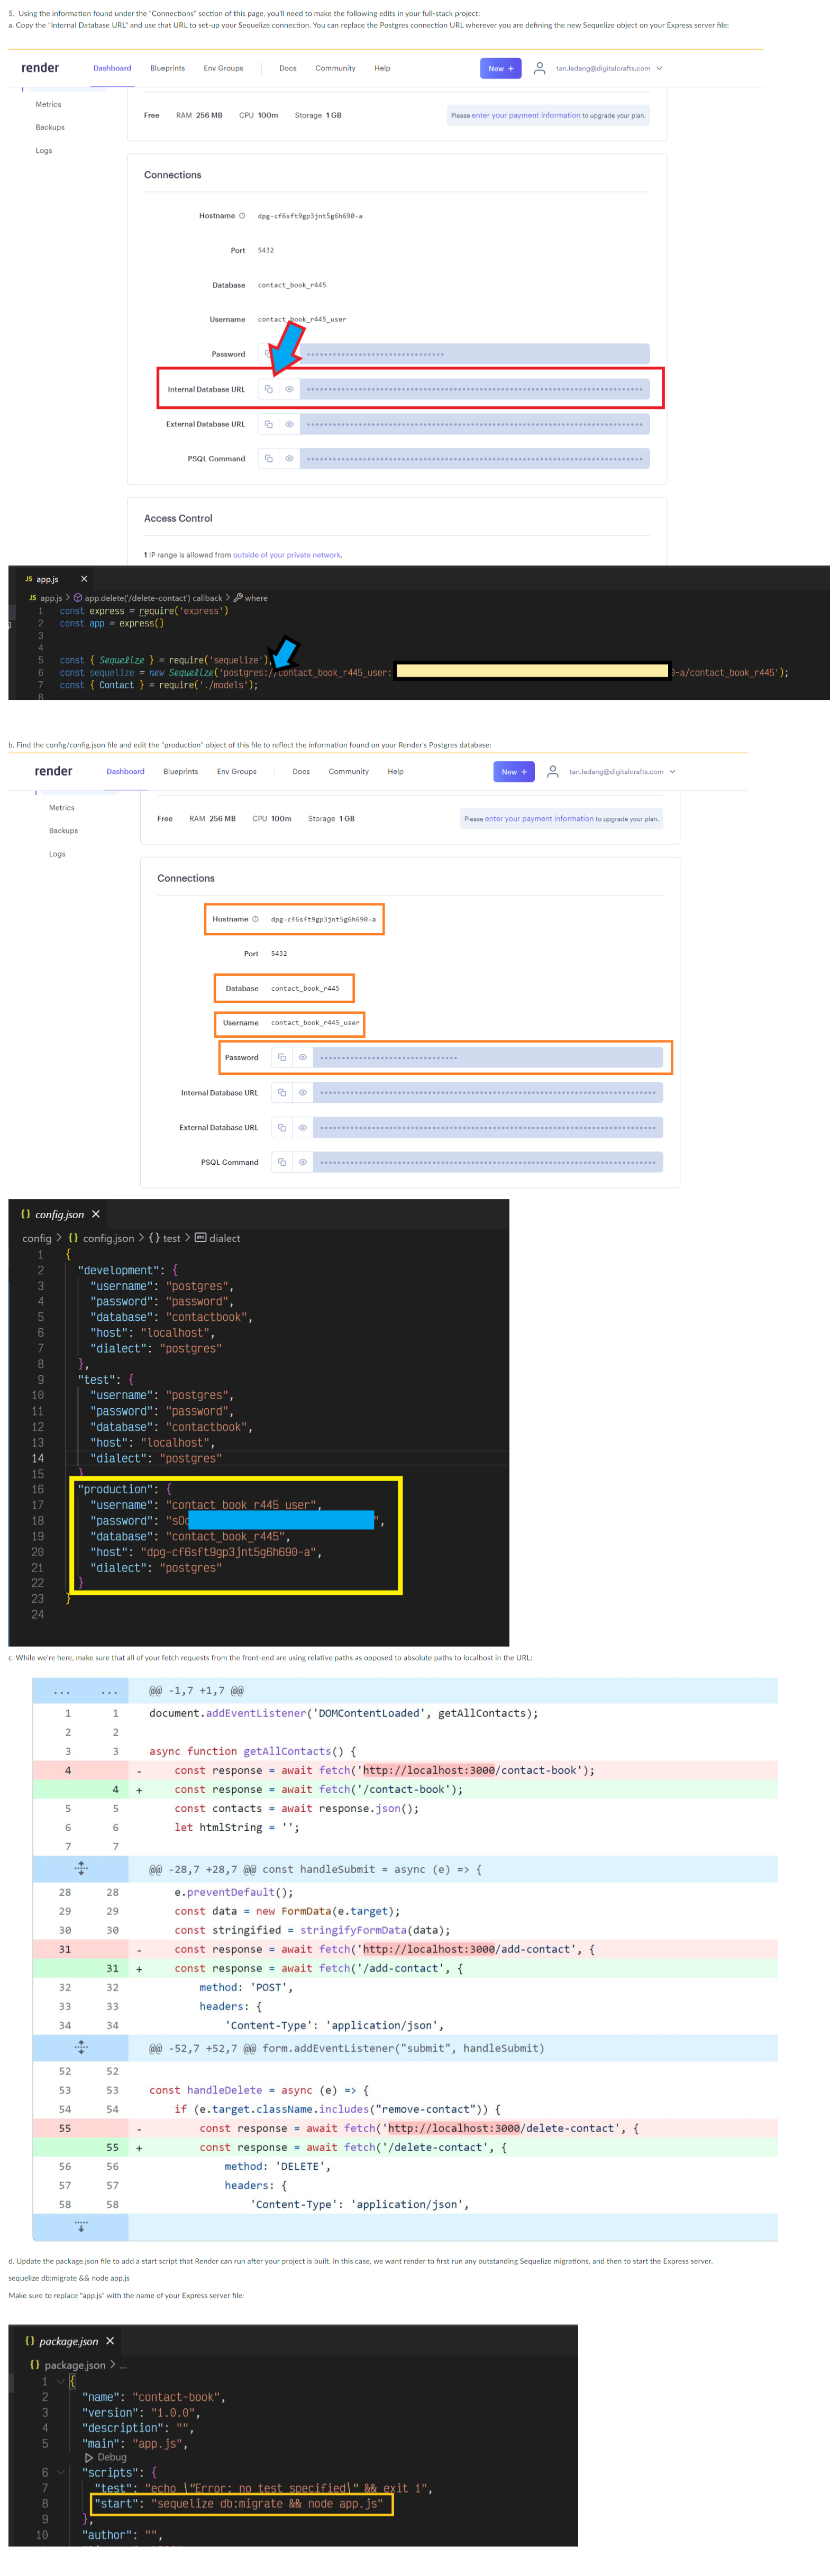 5. Using the information found under the "Connections" section of this page, you'll need to make the following edits in your full-stack project:
a. Copy the "Internal Database URL" and use that URL to set-up your Sequelize connection. You can replace the Postgres connection URL wherever you are defining the new Sequelize object on your Express server file:
render Dashboard Blueprints Env Groups Docs Community Help New + tan.ledang@digitalcrafts.com
Metrics
Backups
Logs
Free RAM 256 MB CPU 100m Storage 1 GB Please enter your payment information to upgrade your plan.
Connections
Hostname dpg-cf6sft9gp3jnt5g6h690-a
Port 5432
Database contact_book_r445
Username contact_book_r445_user
Password
Internal Database URL
External Database URL
PSQL Command
Access Control
1 IP range is allowed from outside of your private network.
JS app.js ×
JS app.js > app.delete('/delete-contact') callback > where
1 const express = require('express')
2 const app = express()
3
4
5 const { Sequelize } = require('sequelize')
6 const sequelize = new Sequelize('postgres://contact_book_r445_user: -a/contact_book_r445');
7 const { Contact } = require('./models');
8
b. Find the config/config.json file and edit the "production" object of this file to reflect the information found on your Render's Postgres database:
render Dashboard Blueprints Env Groups Docs Community Help New + tan.ledang@digitalcrafts.com
Metrics
Backups
Logs
Free RAM 256 MB CPU 100m Storage 1 GB Please enter your payment information to upgrade your plan.
Connections
Hostname dpg-cf6sft9gp3jnt5g6h690-a
Port 5432
Database contact_book_r445
Username contact_book_r445_user
Password
Internal Database URL
External Database URL
PSQL Command
{} config.json ×
config > {} config.json > {} test > abc dialect
1 {
2 "development": {
3 "username": "postgres",
4 "password": "password",
5 "database": "contactbook",
6 "host": "localhost",
7 "dialect": "postgres"
8 },
9 "test": {
10 "username": "postgres",
11 "password": "password",
12 "database": "contactbook",
13 "host": "localhost",
14 "dialect": "postgres"
15 }
16 "production": {
17 "username": "contact_book_r445_user",
18 "password": "s0c ",
19 "database": "contact_book_r445",
20 "host": "dpg-cf6sft9gp3jnt5g6h690-a",
21 "dialect": "postgres"
22 }
23 }
24
c. While we're here, make sure that all of your fetch requests from the front-end are using relative paths as opposed to absolute paths to localhost in the URL:
... ... @@ -1,7 +1,7 @@
1 1 document.addEventListener('DOMContentLoaded', getAllContacts);
2 2
3 3 async function getAllContacts() {
4 - const response = await fetch('http://localhost:3000/contact-book');
4 + const response = await fetch('/contact-book');
5 5 const contacts = await response.json();
6 6 let htmlString = '';
7 7
@@ -28,7 +28,7 @@ const handleSubmit = async (e) => {
28 28 e.preventDefault();
29 29 const data = new FormData(e.target);
30 30 const stringified = stringifyFormData(data);
31 - const response = await fetch('http://localhost:3000/add-contact', {
31 + const response = await fetch('/add-contact', {
32 32 method: 'POST',
33 33 headers: {
34 34 'Content-Type': 'application/json',
@@ -52,7 +52,7 @@ form.addEventListener("submit", handleSubmit)
52 52
53 53 const handleDelete = async (e) => {
54 54 if (e.target.className.includes("remove-contact")) {
55 - const response = await fetch('http://localhost:3000/delete-contact', {
55 + const response = await fetch('/delete-contact', {
56 56 method: 'DELETE',
57 57 headers: {
58 58 'Content-Type': 'application/json',
d. Update the package.json file to add a start script that Render can run after your project is built. In this case, we want render to first run any outstanding Sequelize migrations, and then to start the Express server.
sequelize db:migrate && node app.js
Make sure to replace "app.js" with the name of your Express server file:
{} package.json ×
{} package.json > ...
1 {
2 "name": "contact-book",
3 "version": "1.0.0",
4 "description": "",
5 "main": "app.js",
Debug
6 "scripts": {
7 "test": "echo \"Error: no test specified\" && exit 1",
8 "start": "sequelize db:migrate && node app.js"
9 },
10 "author": "",